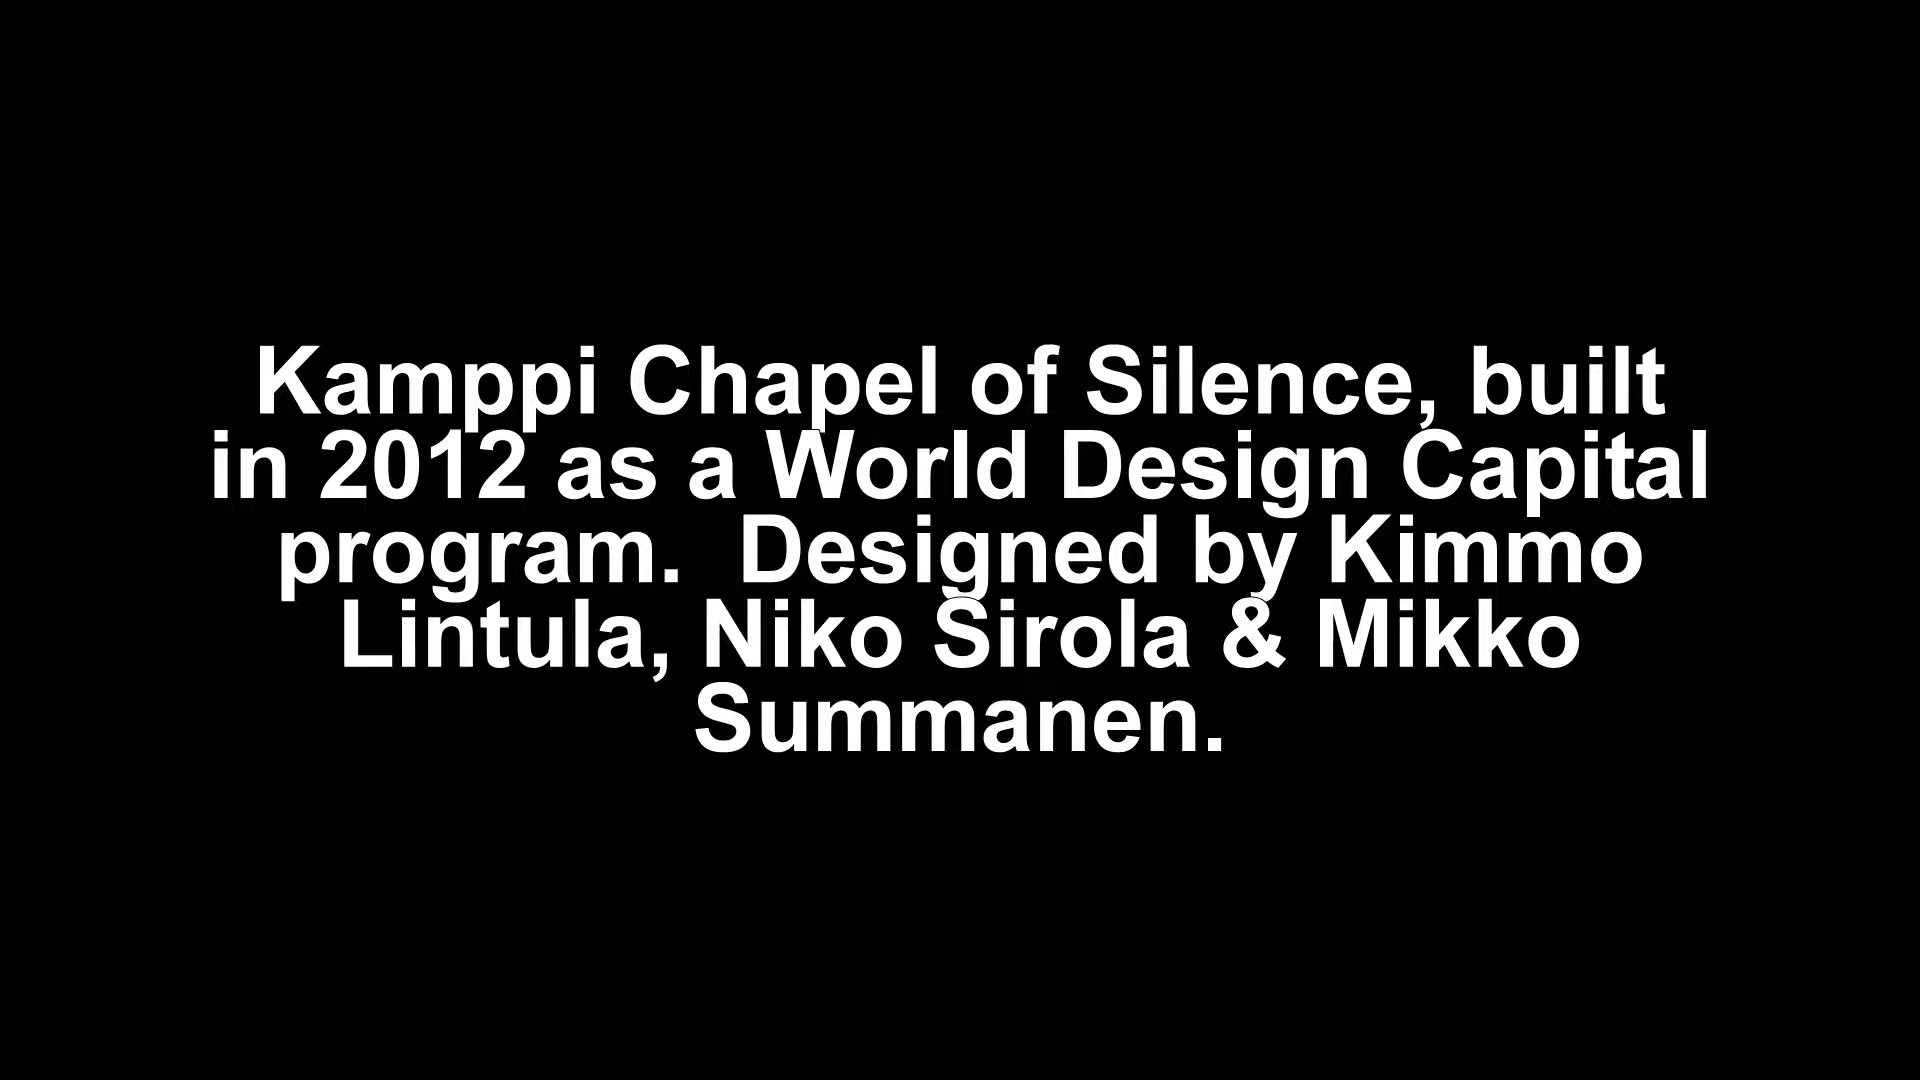 Kamppi Chapel of Silence, built
in 2012 as a World Design Capital
program.  Designed by Kimmo
Lintula, Niko Sirola & Mikko
Summanen.